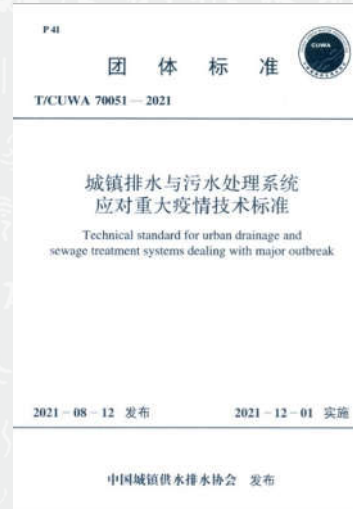 P 41
团 体 标 准
CUWA
T/CUWA 70051—2021
城镇排水与污水处理系统
应对重大疫情技术标准
Technical standard for urban drainage and
sewage treatment systems dealing with major outbreak
2021-08-12 发布 2021-12-01 实施
中国城镇供水排水协会 发布